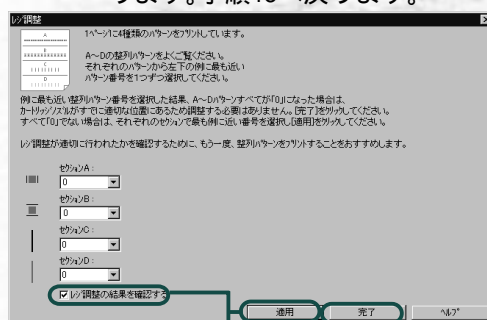 レジ調整
1ページに4種類のパターンをプリントしています。
A～Dの整列パターンをよくご覧ください。
それぞれのパターンから左下の例に最も近い
パターン番号を1つずつ選択してください。
例に最も近い整列パターン番号を選択した結果、A～Dパターンすべてが「0」になった場合は、
カートリッジ/ノズルがすでに適切な位置にあるため調整する必要はありません。[完了]をクリックしてください。
すべて「0」でない場合は、それぞれのセクションで最も例に近い番号を選択し[適用]をクリックしてください。
レジ調整が適切に行われたかを確認するために、もう一度、整列パターンをプリントすることをおすすめします。
セクションA:
0
セクションB:
0
セクションC:
0
セクションD:
0
レジ調整の結果を確認する
適用
完了
ヘルプ